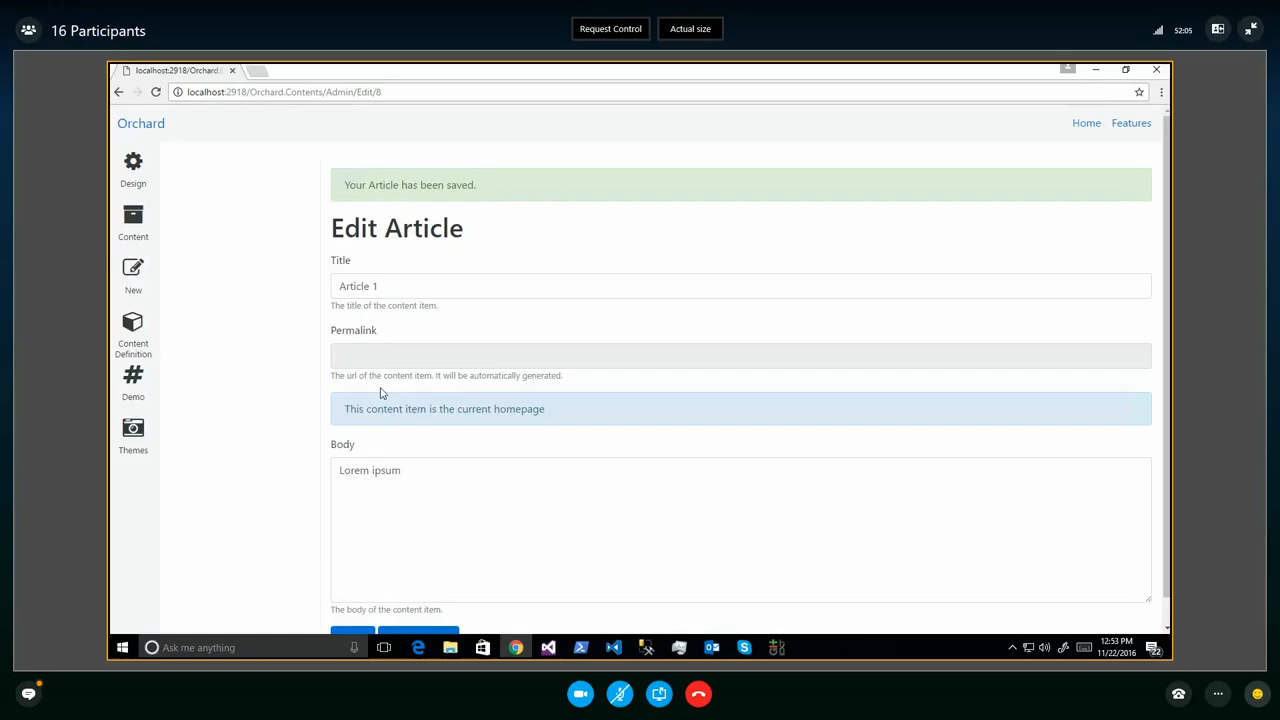 16 Participants
Request Control
Actual size
52:05
localhost:2918/Orchard.
localhost:2918/Orchard.Contents/Admin/Edit/8
Orchard
Home
Features
Design
Content
New
Content
Definition
Demo
Themes
Your Article has been saved.
Edit Article
Title
Article 1
The title of the content item.
Permalink
The url of the content item. It will be automatically generated.
This content item is the current homepage
Body
Lorem ipsum
The body of the content item.
Ask me anything
12:53 PM
11/22/2016
22